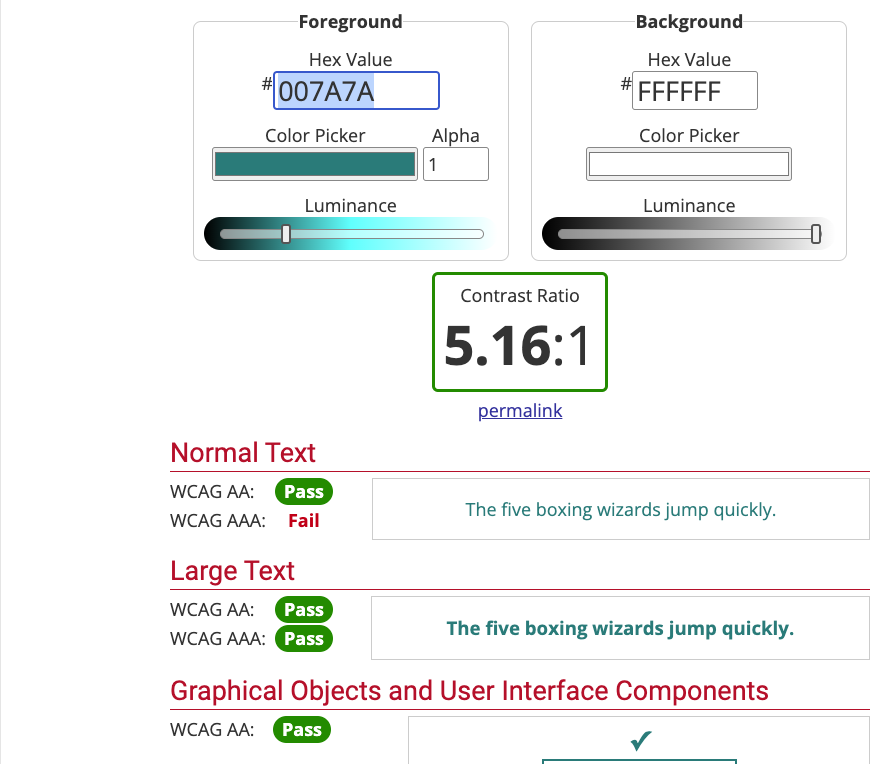 Foreground
Background
Hex Value
Hex Value
# 007A7A
# FFFFFF
Color Picker
Alpha
Color Picker
1
Luminance
Luminance
Contrast Ratio
5.16:1
permalink
Normal Text
WCAG AA: Pass
WCAG AAA: Fail
The five boxing wizards jump quickly.
Large Text
WCAG AA: Pass
WCAG AAA: Pass
The five boxing wizards jump quickly.
Graphical Objects and User Interface Components
WCAG AA: Pass
✓